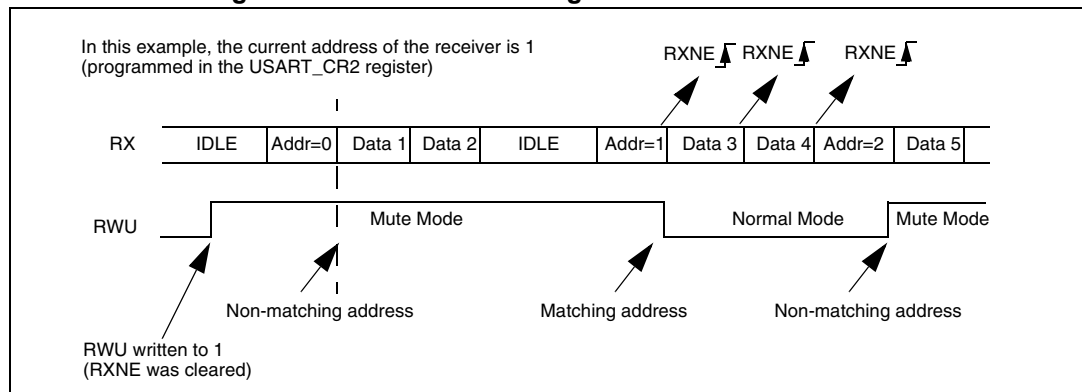 In this example, the current address of the receiver is 1
(programmed in the USART_CR2 register)
RXNE RXNE RXNE
RX IDLE Addr=0 Data 1 Data 2 IDLE Addr=1 Data 3 Data 4 Addr=2 Data 5
RWU Mute Mode Normal Mode Mute Mode
Non-matching address Matching address Non-matching address
RWU written to 1
(RXNE was cleared)